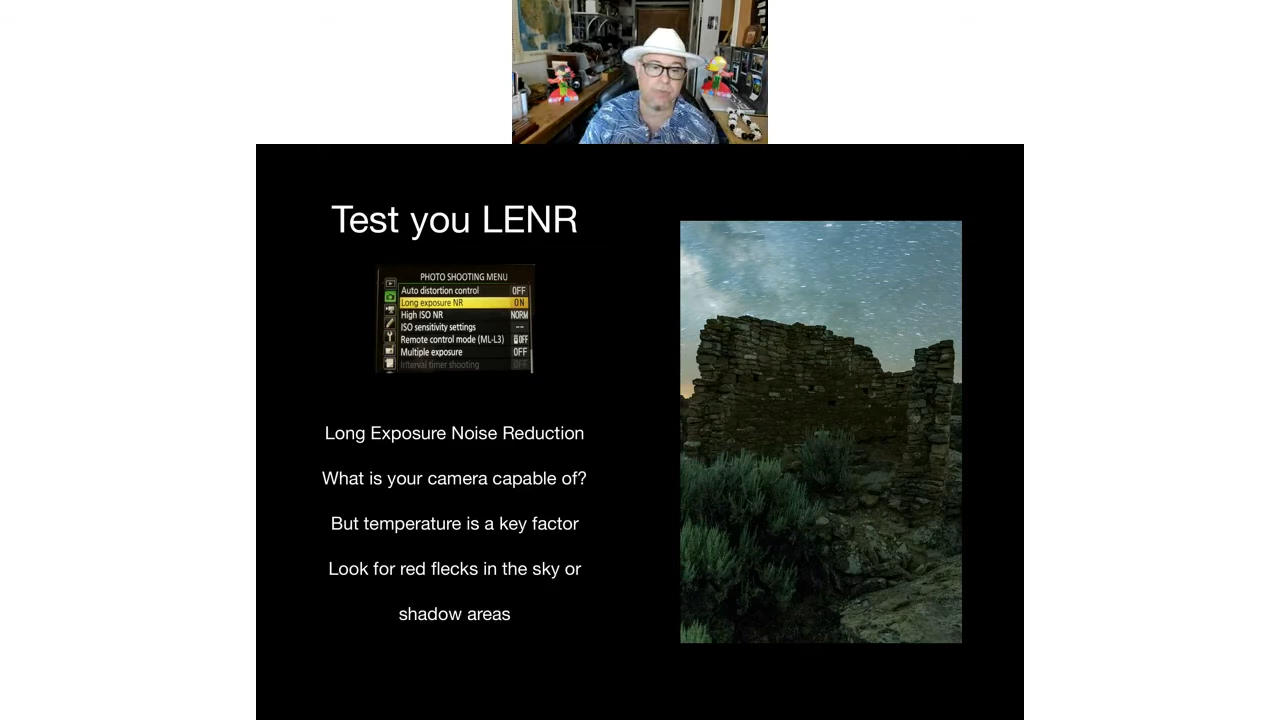 Test you LENR
PHOTO SHOOTING MENU
Auto distortion control OFF
Long exposure NR ON
High ISO NR NORM
ISO sensitivity settings --
Remote control mode (ML-L3) OFF
Multiple exposure OFF
Interval timer shooting OFF
Long Exposure Noise Reduction
What is your camera capable of?
But temperature is a key factor
Look for red flecks in the sky or
shadow areas